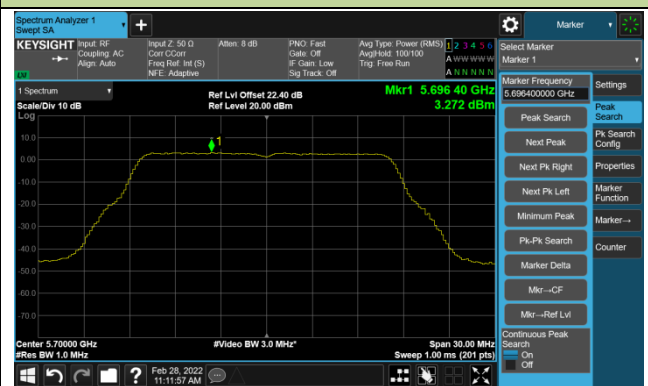 Spectrum Analyzer 1
Swept SA
+
Marker
KEYSIGHT
Input: RF
Coupling: AC
Align: Auto
Input Z: 50 Ω
Corr CCorr
Freq Ref: Int (S)
NFE: Adaptive
Atten: 8 dB
PNO: Fast
Gate: Off
IF Gain: Low
Sig Track: Off
Avg Type: Power (RMS)
Avg|Hold: 100/100
Trig: Free Run
1 2 3 4 5 6
A W W W W W
A N N N N N
Select Marker
Marker 1
LV
1 Spectrum
Scale/Div 10 dB
Log
Ref Lvl Offset 22.40 dB
Ref Level 20.00 dBm
Mkr1 5.696 40 GHz
3.272 dBm
10.0
0.00
-10.0
-20.0
-30.0
-40.0
-50.0
-60.0
-70.0
1
Center 5.70000 GHz
#Res BW 1.0 MHz
#Video BW 3.0 MHz*
Span 30.00 MHz
Sweep 1.00 ms (201 pts)
Marker Frequency
5.696400000 GHz
Peak Search
Next Peak
Next Pk Right
Next Pk Left
Minimum Peak
Pk-Pk Search
Marker Delta
Mkr→CF
Mkr→Ref Lvl
Continuous Peak
Search
On
Off
Settings
Peak
Search
Pk Search
Config
Properties
Marker
Function
Marker→
Counter
?
Feb 28, 2022
11:11:57 AM